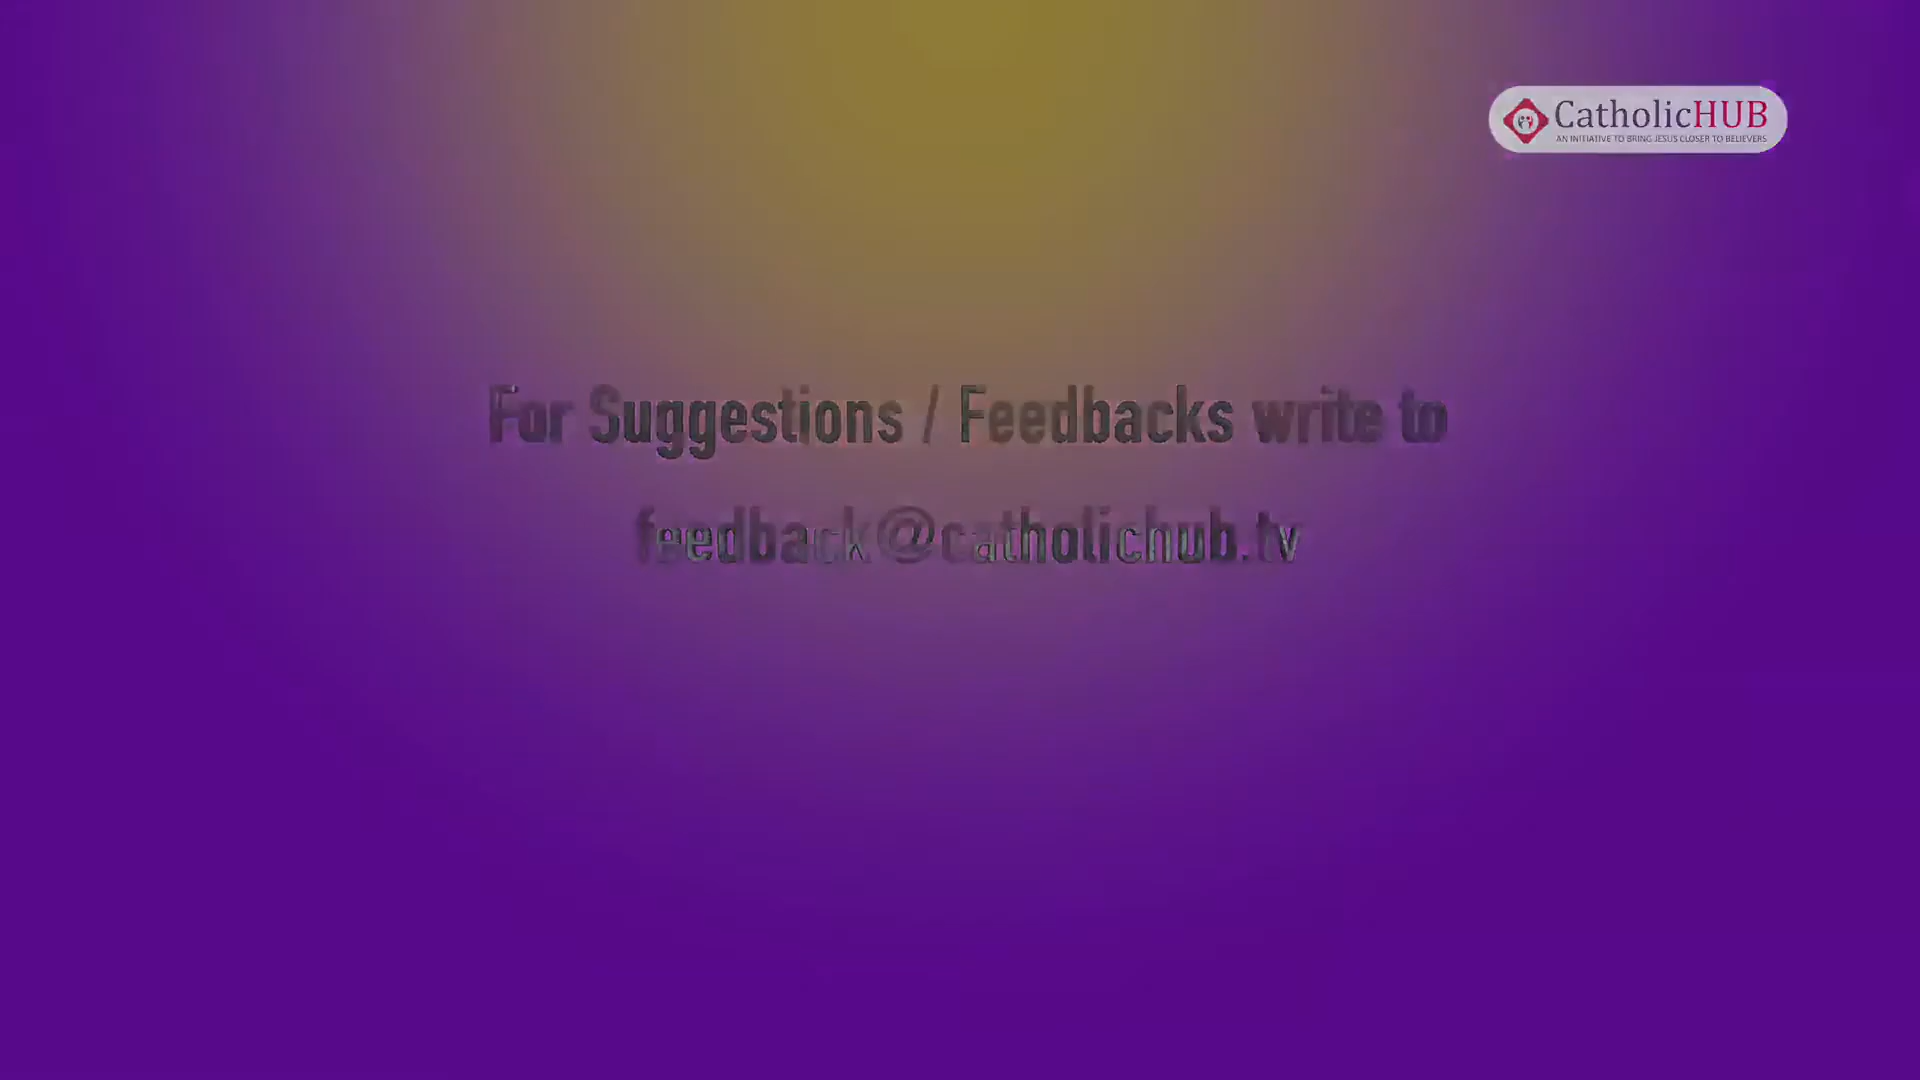 CatholicHUB
AN INITIATIVE TO BRING JESUS CLOSER TO BELIEVERS
For Suggestions / Feedbacks write to
feedback@catholichub.tv